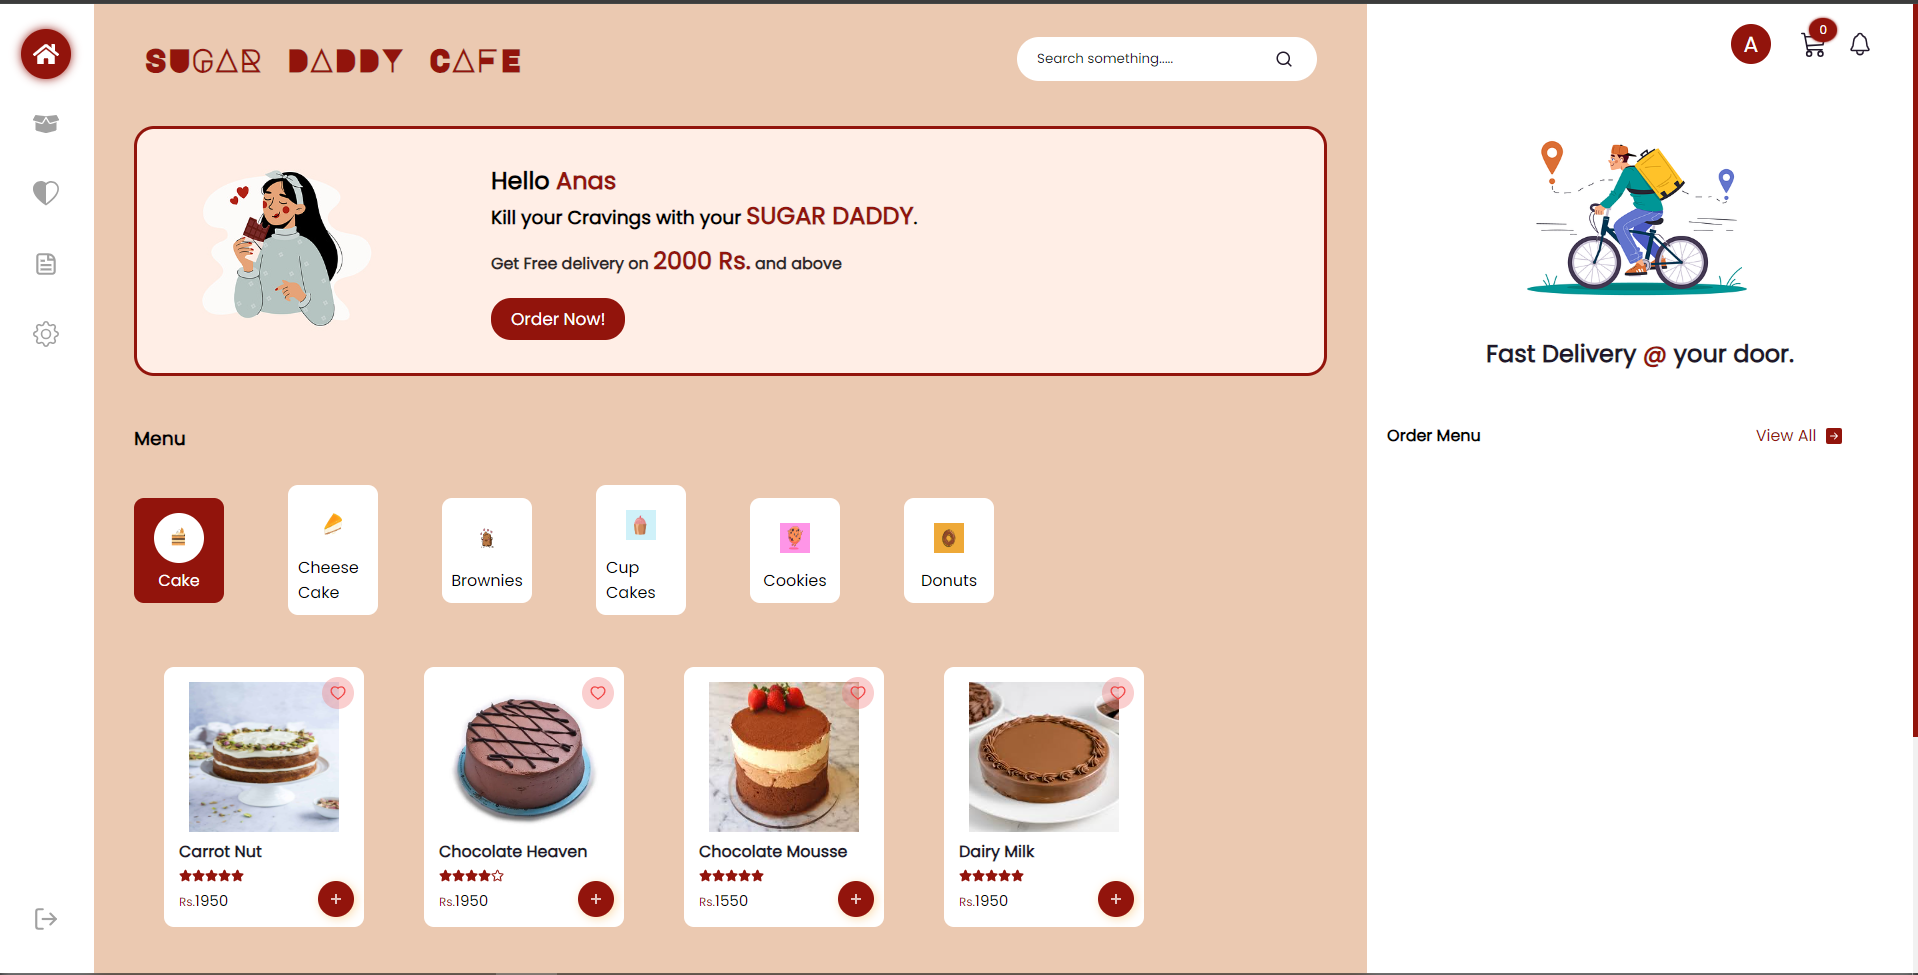 SUGAR DADDY CAFE
Search something.....
A
0
Hello Anas
Kill your Cravings with your SUGAR DADDY.
Get Free delivery on 2000 Rs. and above
Order Now!
Fast Delivery @ your door.
Order Menu
View All
Menu
Cake
Cheese
Cake
Brownies
Cup
Cakes
Cookies
Donuts
Carrot Nut
Rs.1950
+
Chocolate Heaven
Rs.1950
+
Chocolate Mousse
Rs.1550
+
Dairy Milk
Rs.1950
+